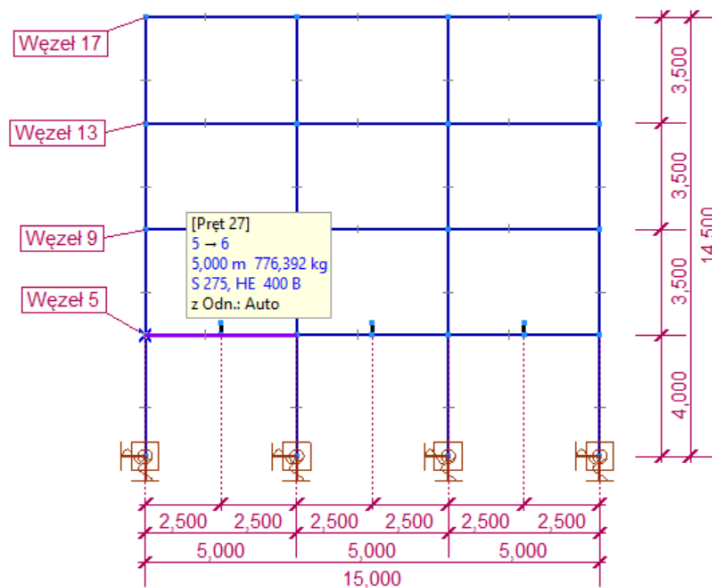 Węzeł 17
Węzeł 13
[Pręt 27]
5 → 6
5,000 m 776,392 kg
S 275, HE 400 B
z Odn.: Auto
Węzeł 9
Węzeł 5
3,500
3,500
3,500
4,000
14,500
2,500 2,500 2,500 2,500 2,500 2,500
5,000 5,000 5,000
15,000